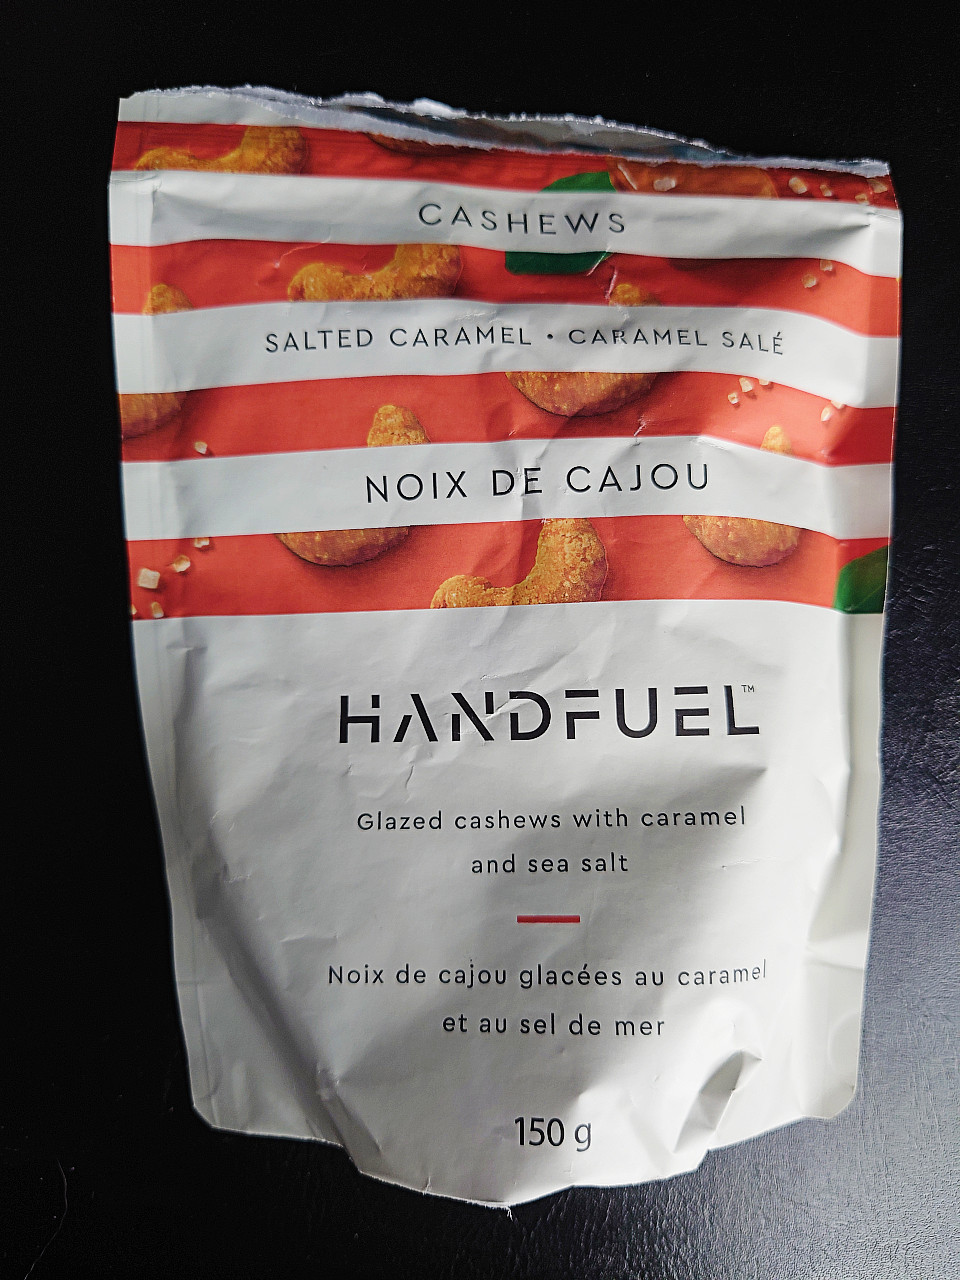 CASHEWS
SALTED CARAMEL • CARAMEL SALÉ
NOIX DE CAJOU
HANDFUEL™
Glazed cashews with caramel
and sea salt
Noix de cajou glacées au caramel
et au sel de mer
150 g